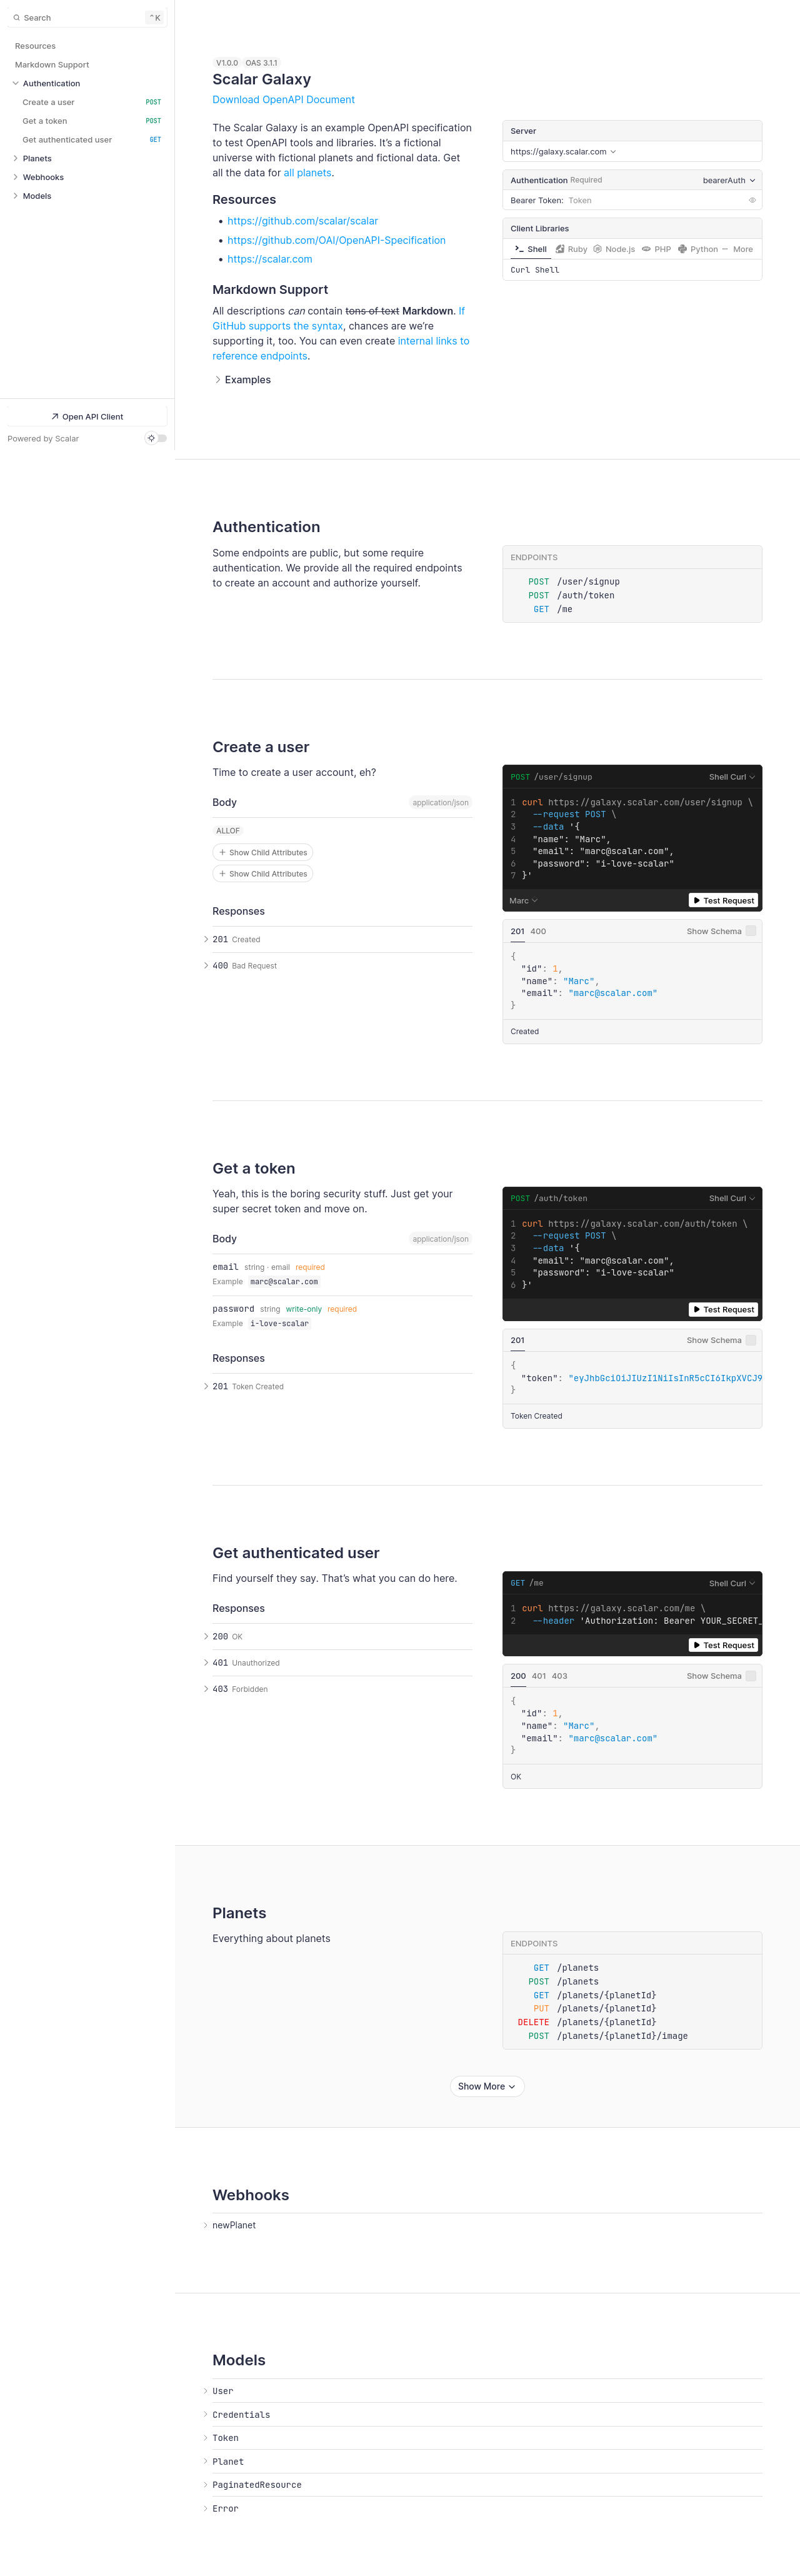 Search
⌃K
Resources
Markdown Support
Authentication
Create a user POST
Get a token POST
Get authenticated user GET
Planets
Webhooks
Models
Open API Client
Powered by Scalar
V1.0.0 OAS 3.1.1
Scalar Galaxy
Download OpenAPI Document
The Scalar Galaxy is an example OpenAPI specification
to test OpenAPI tools and libraries. It's a fictional
universe with fictional planets and fictional data. Get
all the data for all planets.
Resources
• https://github.com/scalar/scalar
• https://github.com/OAI/OpenAPI-Specification
• https://scalar.com
Markdown Support
All descriptions can contain tons of text Markdown. If
GitHub supports the syntax, chances are we're
supporting it, too. You can even create internal links to
reference endpoints.
Examples
Server
https://galaxy.scalar.com
Authentication Required bearerAuth
Bearer Token: Token
Client Libraries
Shell Ruby Node.js PHP Python More
Curl Shell
Authentication
Some endpoints are public, but some require
authentication. We provide all the required endpoints
to create an account and authorize yourself.
ENDPOINTS
POST /user/signup
POST /auth/token
GET /me
Create a user
Time to create a user account, eh?
Body application/json
ALLOF
+ Show Child Attributes
+ Show Child Attributes
Responses
201 Created
400 Bad Request
POST /user/signup Shell Curl
1 curl https://galaxy.scalar.com/user/signup \
2 --request POST \
3 --data '{
4 "name": "Marc",
5 "email": "marc@scalar.com",
6 "password": "i-love-scalar"
7 }'
Marc Test Request
201 400 Show Schema
{
"id": 1,
"name": "Marc",
"email": "marc@scalar.com"
}
Created
Get a token
Yeah, this is the boring security stuff. Just get your
super secret token and move on.
Body application/json
email string · email required
Example marc@scalar.com
password string write-only required
Example i-love-scalar
Responses
201 Token Created
POST /auth/token Shell Curl
1 curl https://galaxy.scalar.com/auth/token \
2 --request POST \
3 --data '{
4 "email": "marc@scalar.com",
5 "password": "i-love-scalar"
6 }'
Test Request
201 Show Schema
{
"token": "eyJhbGciOiJIUzI1NiIsInR5cCI6IkpXVCJ9
}
Token Created
Get authenticated user
Find yourself they say. That's what you can do here.
Responses
200 OK
401 Unauthorized
403 Forbidden
GET /me Shell Curl
1 curl https://galaxy.scalar.com/me \
2 --header 'Authorization: Bearer YOUR_SECRET_
Test Request
200 401 403 Show Schema
{
"id": 1,
"name": "Marc",
"email": "marc@scalar.com"
}
OK
Planets
Everything about planets
ENDPOINTS
GET /planets
POST /planets
GET /planets/{planetId}
PUT /planets/{planetId}
DELETE /planets/{planetId}
POST /planets/{planetId}/image
Show More
Webhooks
newPlanet
Models
User
Credentials
Token
Planet
PaginatedResource
Error